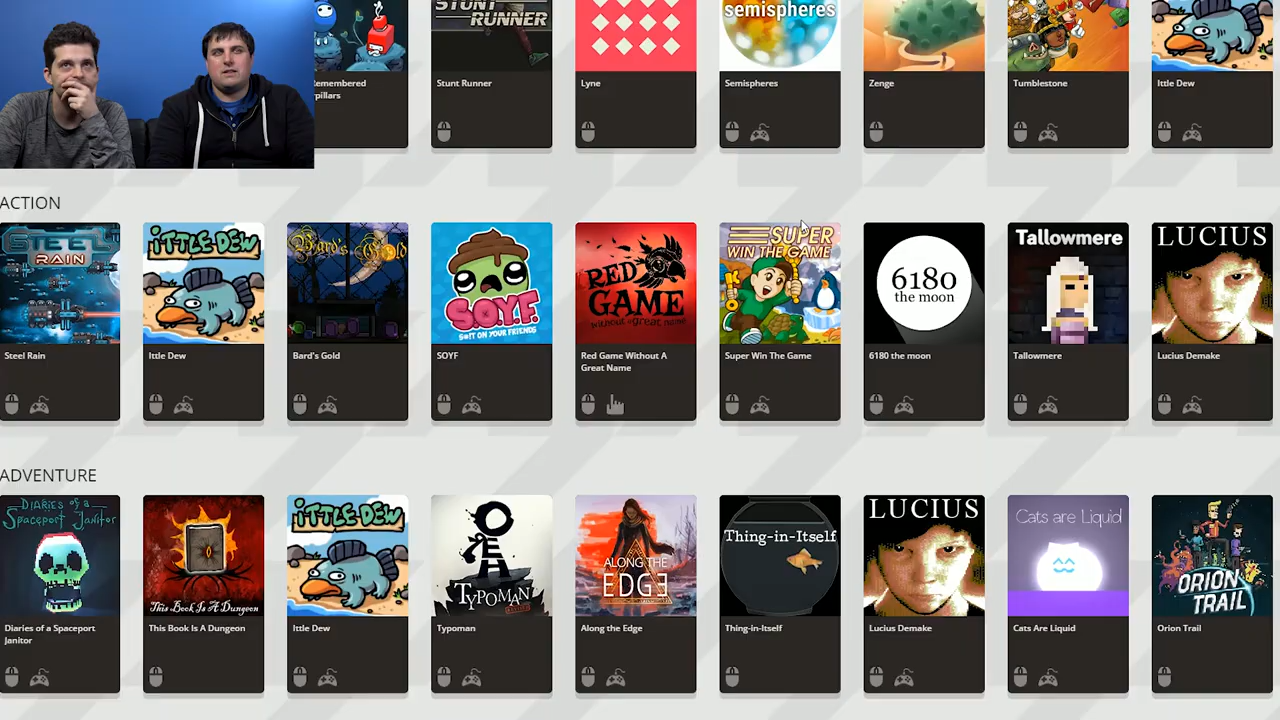 STUNT
RUNNER
semispheres
emembered
pillars
Stunt Runner
Lyne
Semispheres
Zenge
Tumblestone
Ittle Dew
ACTION
STEEL
RAIN
iTTLE DEW
Bard's Gold
SOYF
SHIT ON YOUR FRIENDS
RED
GAME
without a great name
SUPER
WIN THE GAME
6180
the moon
Tallowmere
LUCIUS
Steel Rain
Ittle Dew
Bard's Gold
SOYF
Red Game Without A
Great Name
Super Win The Game
6180 the moon
Tallowmere
Lucius Demake
ADVENTURE
DIARIES of a
Spaceport Janitor
This Book Is A Dungeon
iTTLE DEW
TYPOMAN
ALONG THE
EDGE
Thing-in-Itself
LUCIUS
Cats are Liquid
ORION
TRAIL
Diaries of a Spaceport
Janitor
This Book Is A Dungeon
Ittle Dew
Typoman
Along the Edge
Thing-in-Itself
Lucius Demake
Cats Are Liquid
Orion Trail